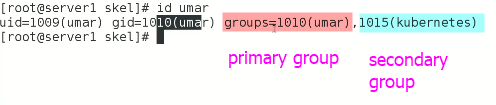 [root@server1 skel]# id umar
uid=1009(umar) gid=1010(umar) groups=1010(umar),1015(kubernetes)
[root@server1 skel]#
primary group secondary
group